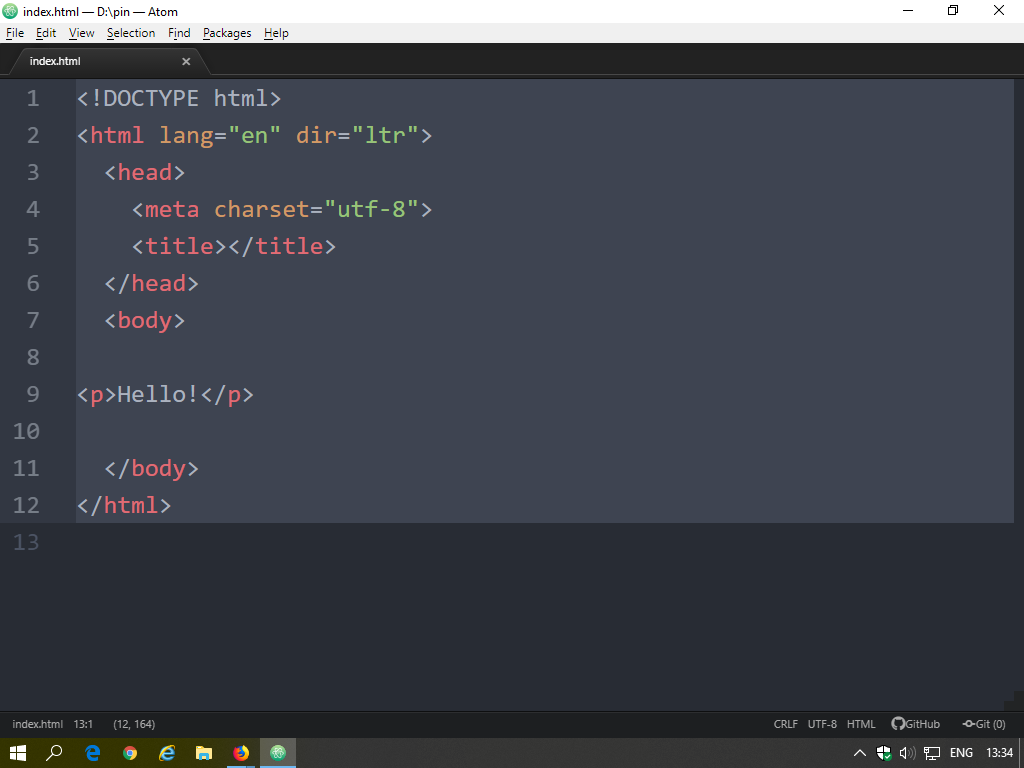 index.html — D:\pin — Atom
File Edit View Selection Find Packages Help
index.html
1 <!DOCTYPE html>
2 <html lang="en" dir="ltr">
3   <head>
4     <meta charset="utf-8">
5     <title></title>
6   </head>
7   <body>
8
9 <p>Hello!</p>
10
11   </body>
12 </html>
13
index.html 13:1 (12, 164) CRLF UTF-8 HTML GitHub Git (0)
ENG 13:34